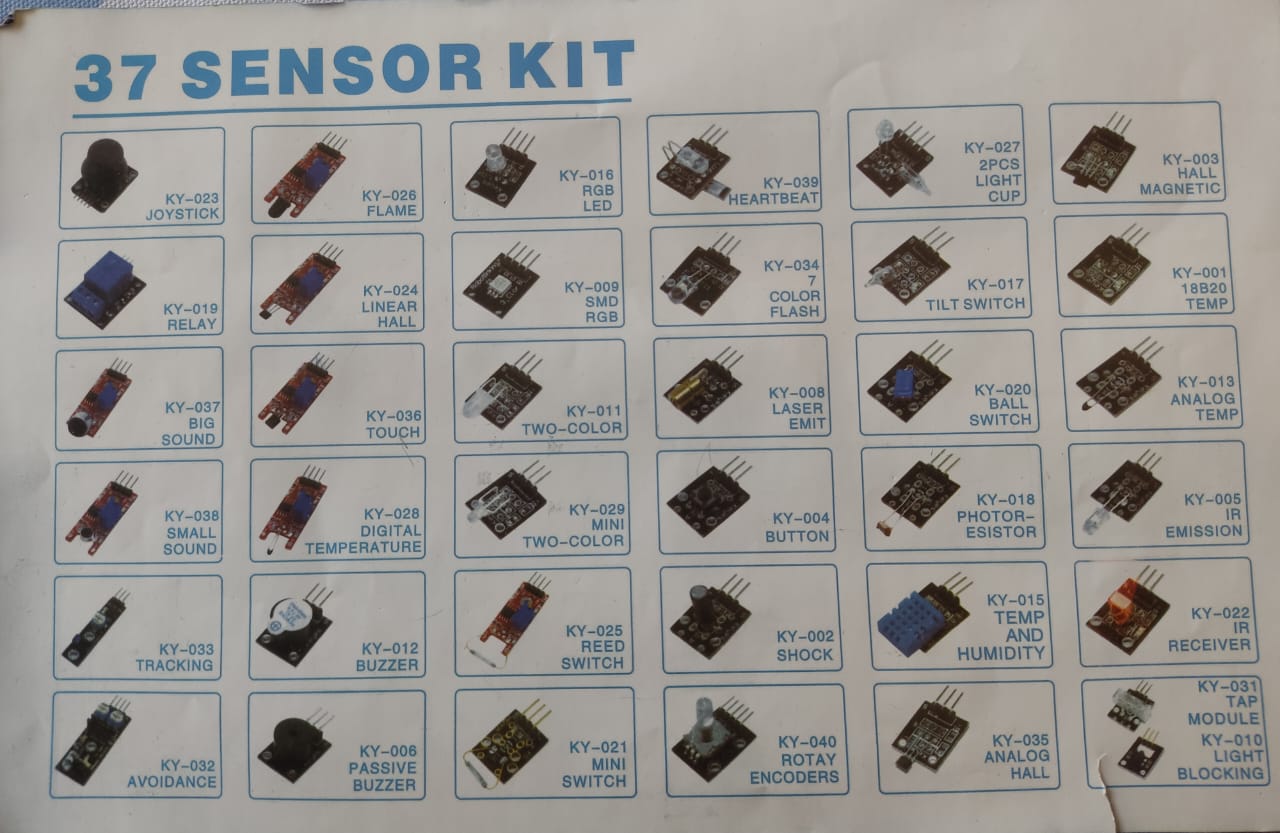 37 SENSOR KIT
KY-023
JOYSTICK
KY-026
FLAME
KY-016
RGB
LED
KY-039
HEARTBEAT
KY-027
2PCS
LIGHT
CUP
KY-003
HALL
MAGNETIC
KY-019
RELAY
KY-024
LINEAR
HALL
KY-009
SMD
RGB
KY-034
7
COLOR
FLASH
KY-017
TILT SWITCH
KY-001
18B20
TEMP
KY-037
BIG
SOUND
KY-036
TOUCH
KY-011
TWO-COLOR
KY-008
LASER
EMIT
KY-020
BALL
SWITCH
KY-013
ANALOG
TEMP
KY-038
SMALL
SOUND
KY-028
DIGITAL
TEMPERATURE
KY-029
MINI
TWO-COLOR
KY-004
BUTTON
KY-018
PHOTOR-
ESISTOR
KY-005
IR
EMISSION
KY-033
TRACKING
KY-012
BUZZER
KY-025
REED
SWITCH
KY-002
SHOCK
KY-015
TEMP
AND
HUMIDITY
KY-022
IR
RECEIVER
KY-032
AVOIDANCE
KY-006
PASSIVE
BUZZER
KY-021
MINI
SWITCH
KY-040
ROTAY
ENCODERS
KY-035
ANALOG
HALL
KY-031
TAP
MODULE
KY-010
LIGHT
BLOCKING